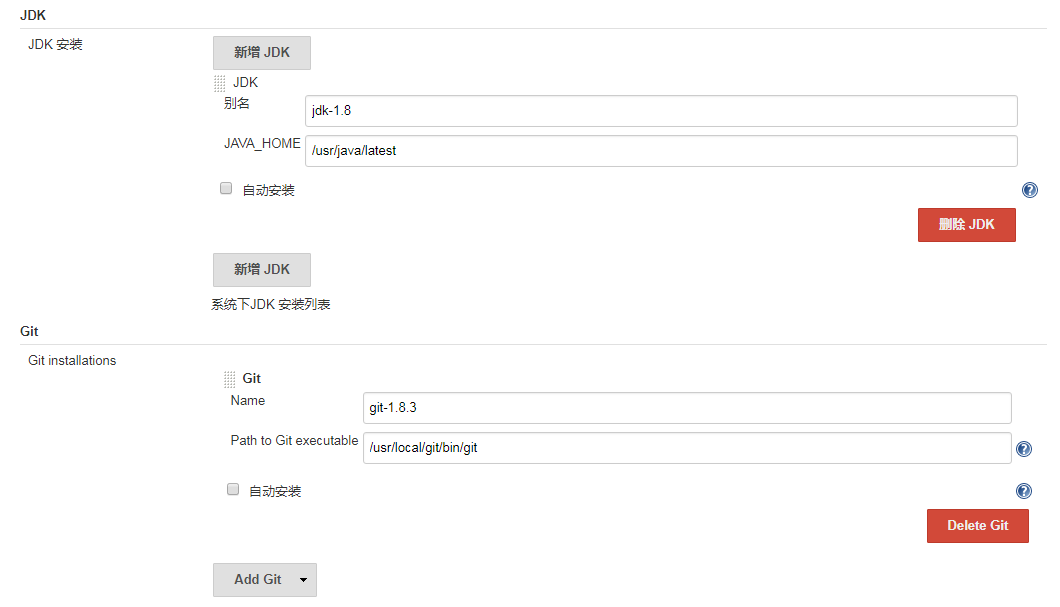 JDK
JDK 安装
新增 JDK
JDK
别名
jdk-1.8
JAVA_HOME
/usr/java/latest
自动安装
?
删除 JDK
新增 JDK
系统下JDK 安装列表
Git
Git installations
Git
Name
git-1.8.3
Path to Git executable
/usr/local/git/bin/git
?
自动安装
?
Delete Git
Add Git